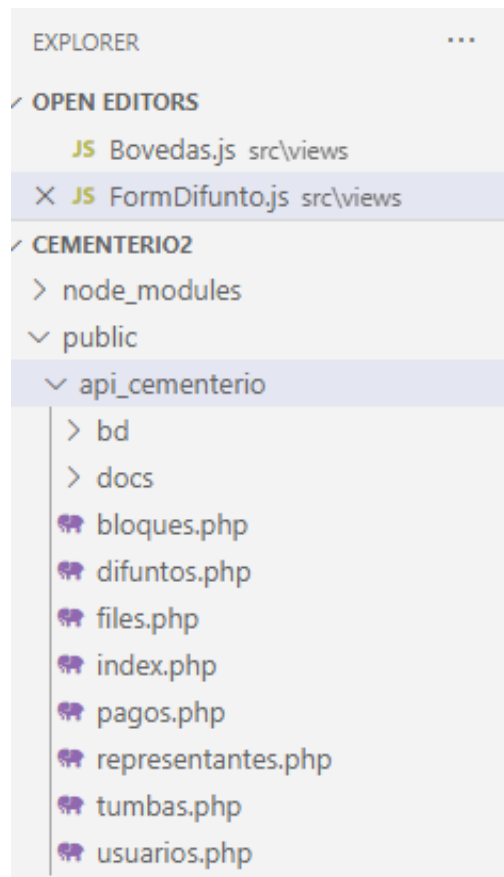 EXPLORER ...
OPEN EDITORS
JS Bovedas.js src\views
JS FormDifunto.js src\views
CEMENTERIO2
node_modules
public
api_cementerio
bd
docs
bloques.php
difuntos.php
files.php
index.php
pagos.php
representantes.php
tumbas.php
usuarios.php